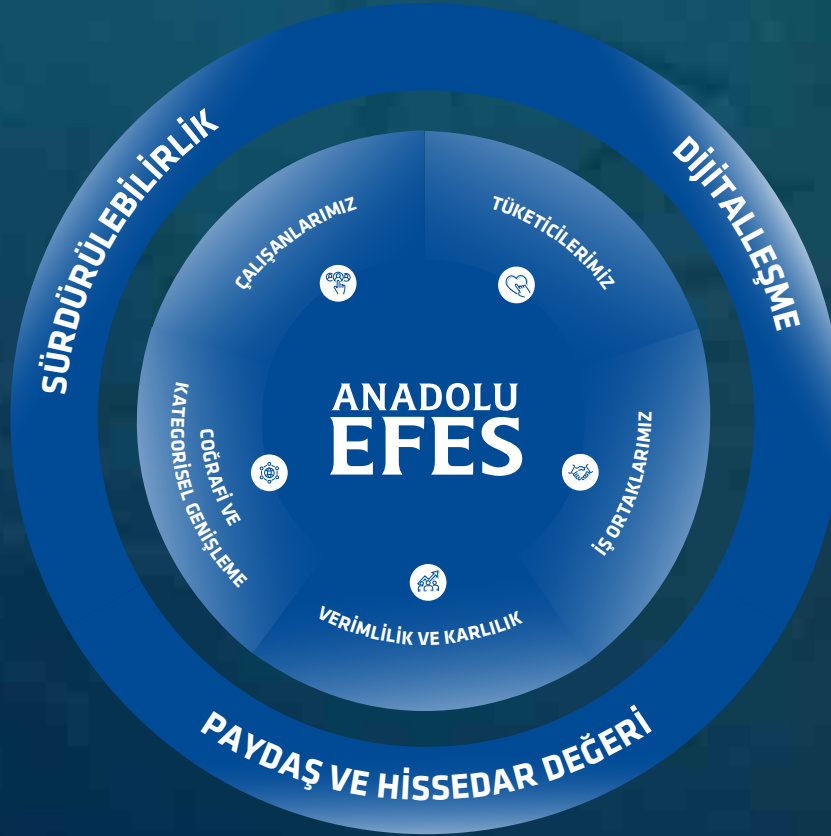 SÜRDÜRÜLEBİLİRLİK
DİJİTALLEŞME
ÇALIŞANLARIMIZ
TÜKETİCİLERİMİZ
ANADOLU
EFES
COĞRAFİ VE
KATEGORİSEL GENİŞLEME
İŞ ORTAKLARIMIZ
VERİMLİLİK VE KARLILIK
PAYDAŞ VE HİSSEDAR DEĞERİ